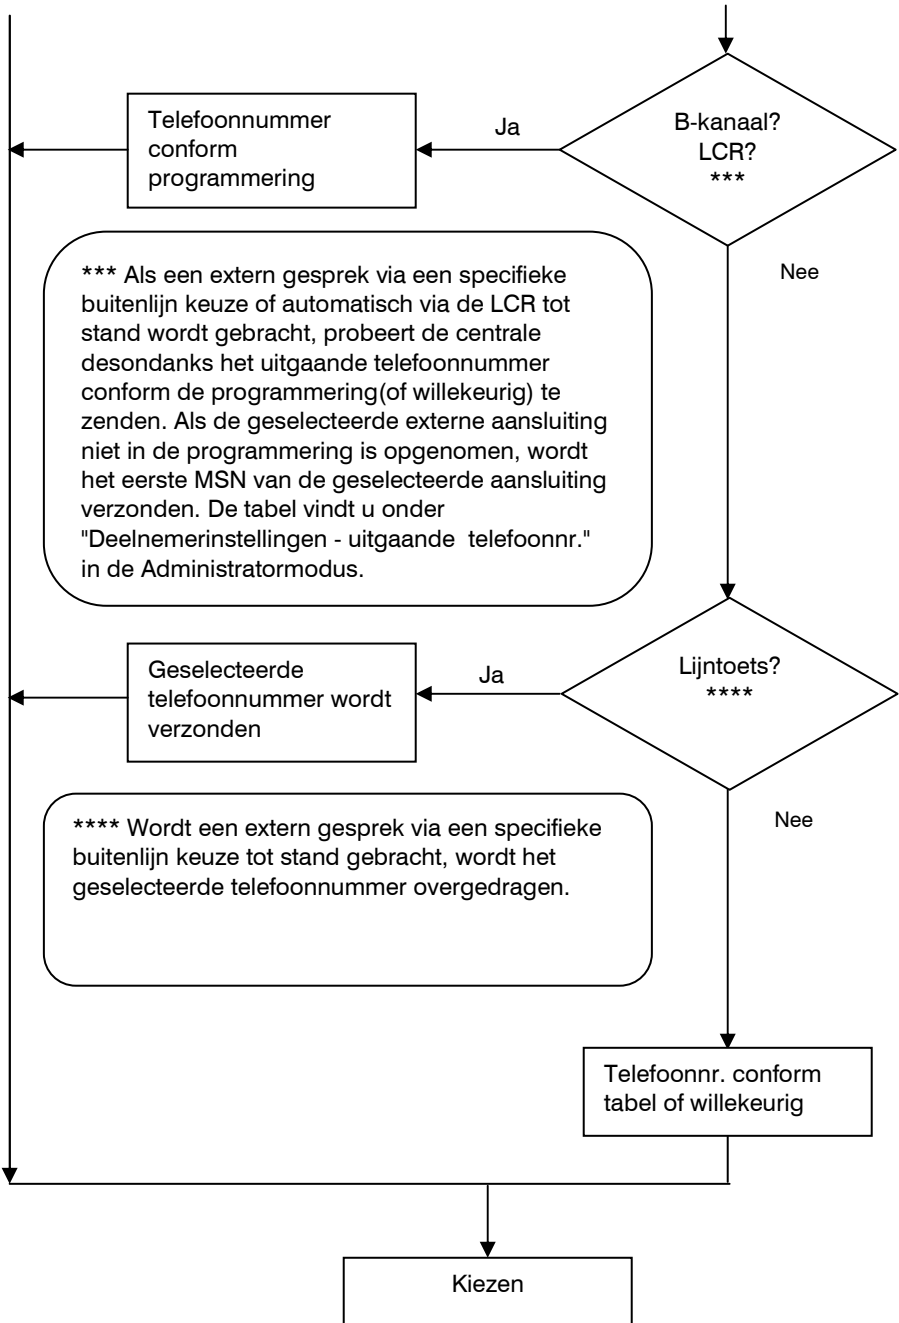 B-kanaal?
LCR?
***
Ja
Telefoonnummer
conform
programmering
Nee
*** Als een extern gesprek via een specifieke
buitenlijn keuze of automatisch via de LCR tot
stand wordt gebracht, probeert de centrale
desondanks het uitgaande telefoonnummer
conform de programmering(of willekeurig) te
zenden. Als de geselecteerde externe aansluiting
niet in de programmering is opgenomen, wordt
het eerste MSN van de geselecteerde aansluiting
verzonden. De tabel vindt u onder
"Deelnemerinstellingen - uitgaande telefoonnr."
in de Administratormodus.
Lijntoets?
****
Ja
Geselecteerde
telefoonnummer wordt
verzonden
Nee
**** Wordt een extern gesprek via een specifieke
buitenlijn keuze tot stand gebracht, wordt het
geselecteerde telefoonnummer overgedragen.
Telefoonnr. conform
tabel of willekeurig
Kiezen